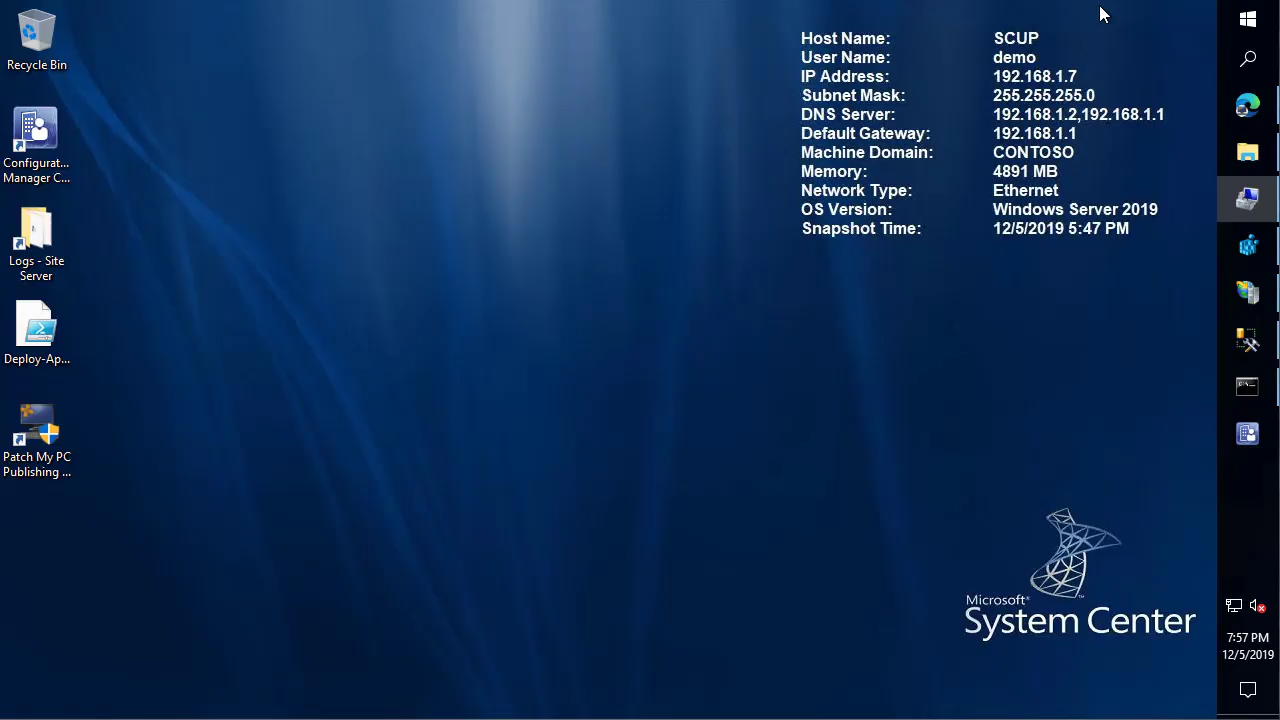 Recycle Bin
Configurat...
Manager C...
Logs - Site
Server
Deploy-Ap...
Patch My PC
Publishing ...
Host Name: SCUP
User Name: demo
IP Address: 192.168.1.7
Subnet Mask: 255.255.255.0
DNS Server: 192.168.1.2,192.168.1.1
Default Gateway: 192.168.1.1
Machine Domain: CONTOSO
Memory: 4891 MB
Network Type: Ethernet
OS Version: Windows Server 2019
Snapshot Time: 12/5/2019 5:47 PM
Microsoft®
System Center
7:57 PM
12/5/2019